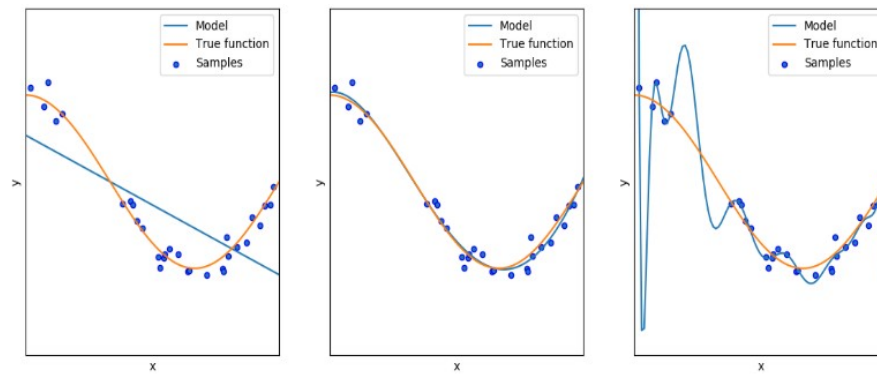 Model
True function
Samples
y
x
Model
True function
Samples
y
x
Model
True function
Samples
y
x